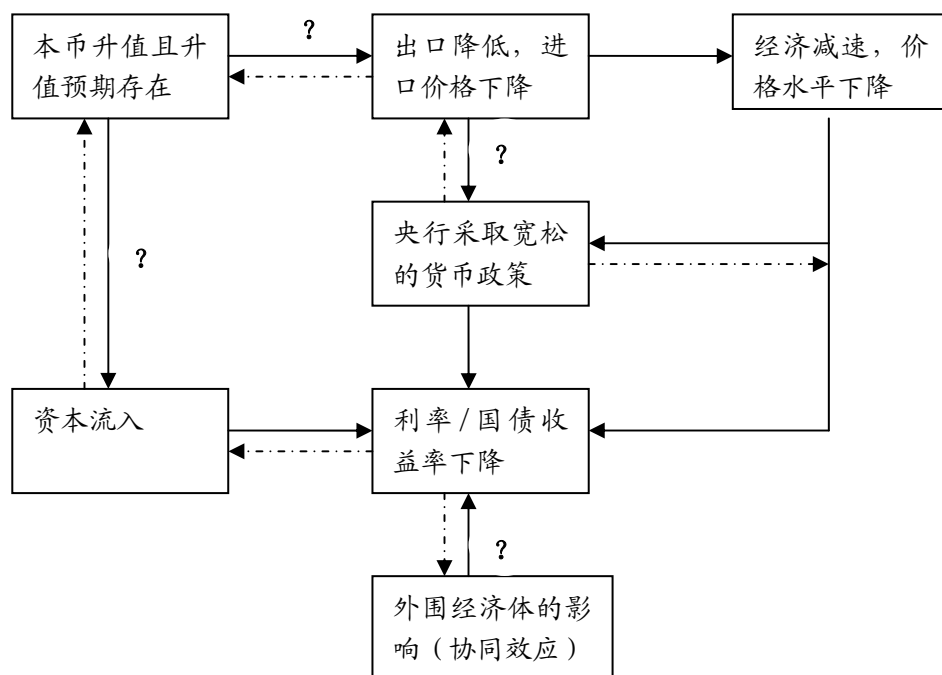 ?
本币升值且升
值预期存在
出口降低，进
口价格下降
经济减速，价
格水平下降
?
央行采取宽松
的货币政策
?
资本流入
利率/国债收
益率下降
?
外围经济体的影
响（协同效应）